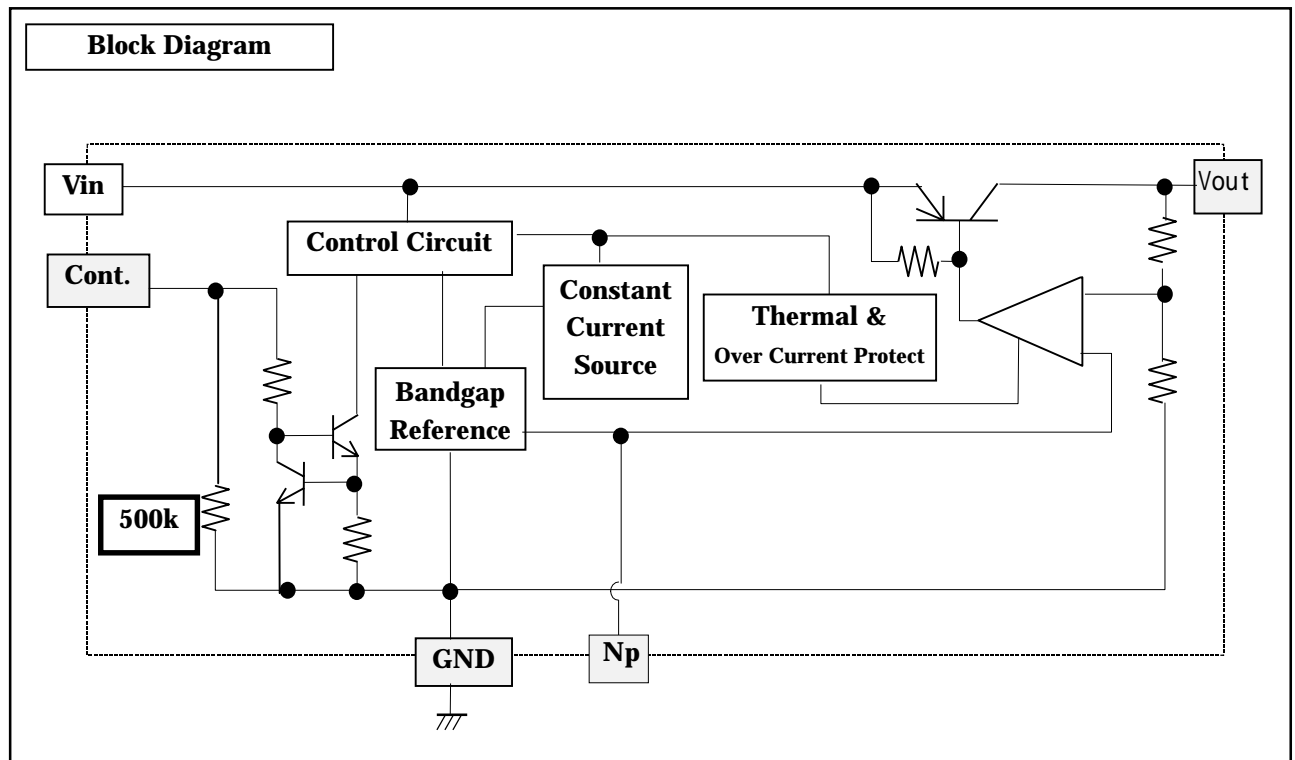 Block Diagram
Vin
Vout
Control Circuit
Cont.
Constant
Current
Source
Thermal &
Over Current Protect
Bandgap
Reference
500k
GND
Np